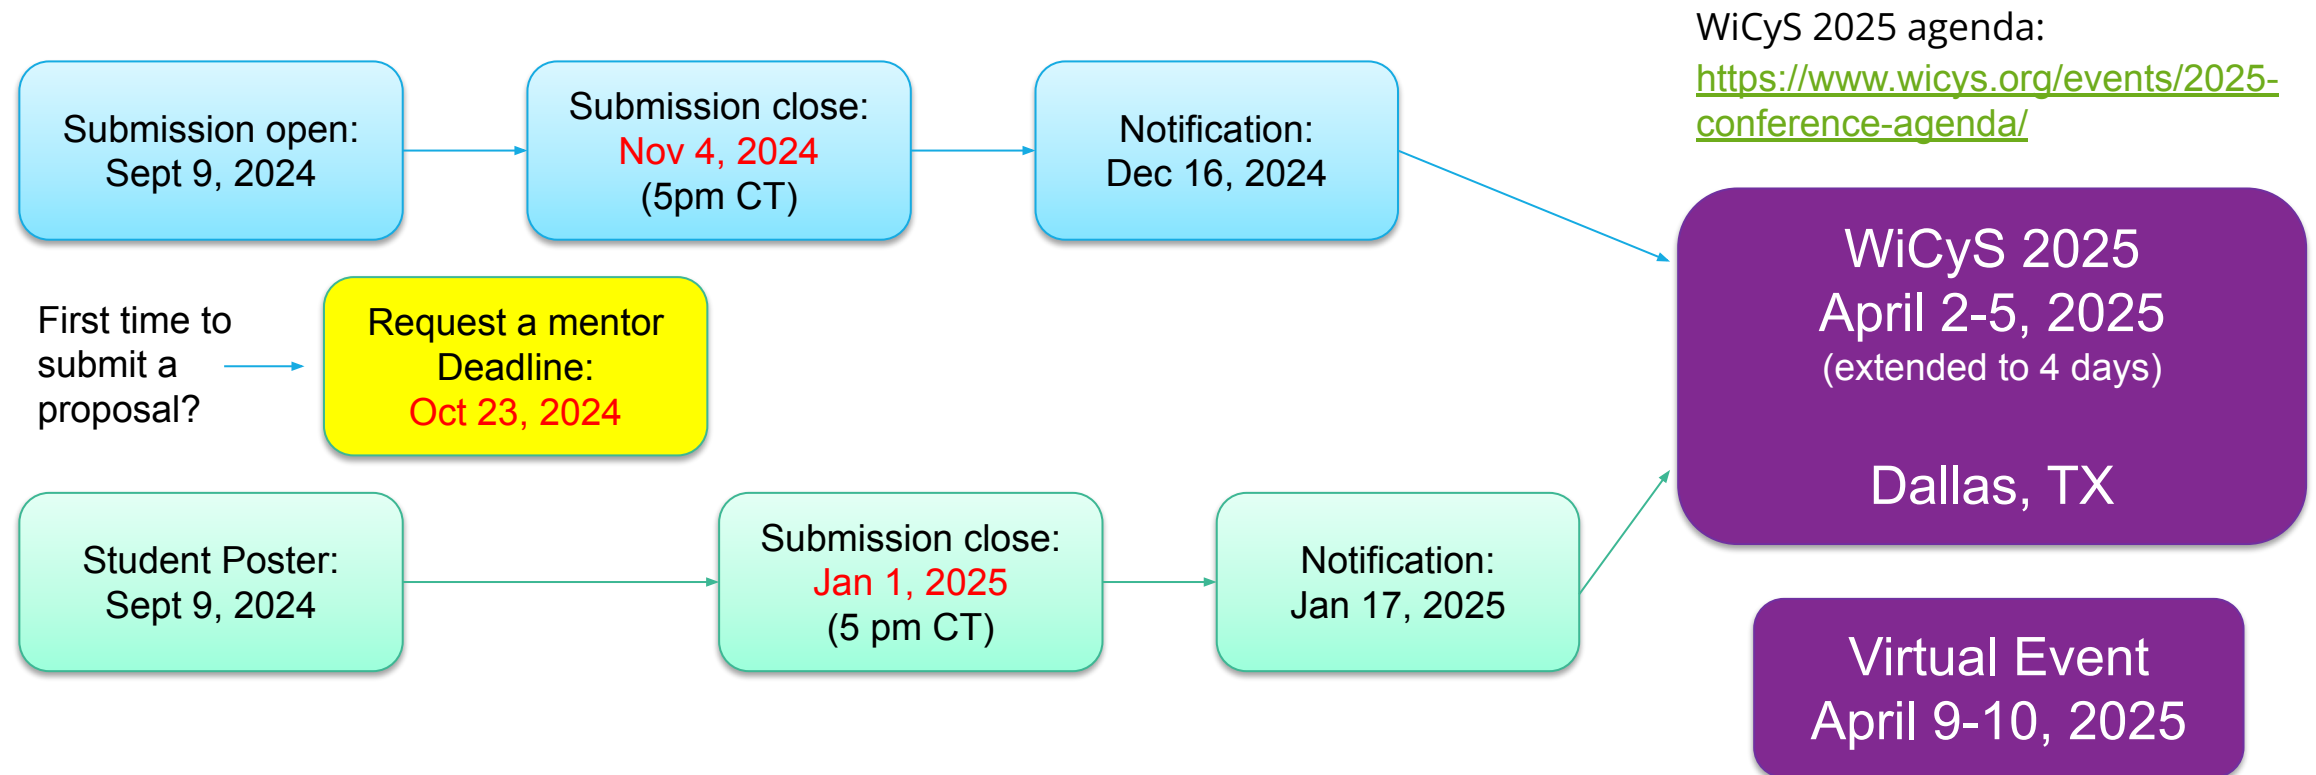 WiCyS 2025 agenda:
https://www.wicys.org/events/2025-
conference-agenda/
Submission open:
Sept 9, 2024
Submission close:
Nov 4, 2024
(5pm CT)
Notification:
Dec 16, 2024
WiCyS 2025
April 2-5, 2025
(extended to 4 days)
Dallas, TX
First time to
submit a
proposal?
Request a mentor
Deadline:
Oct 23, 2024
Student Poster:
Sept 9, 2024
Submission close:
Jan 1, 2025
(5 pm CT)
Notification:
Jan 17, 2025
Virtual Event
April 9-10, 2025